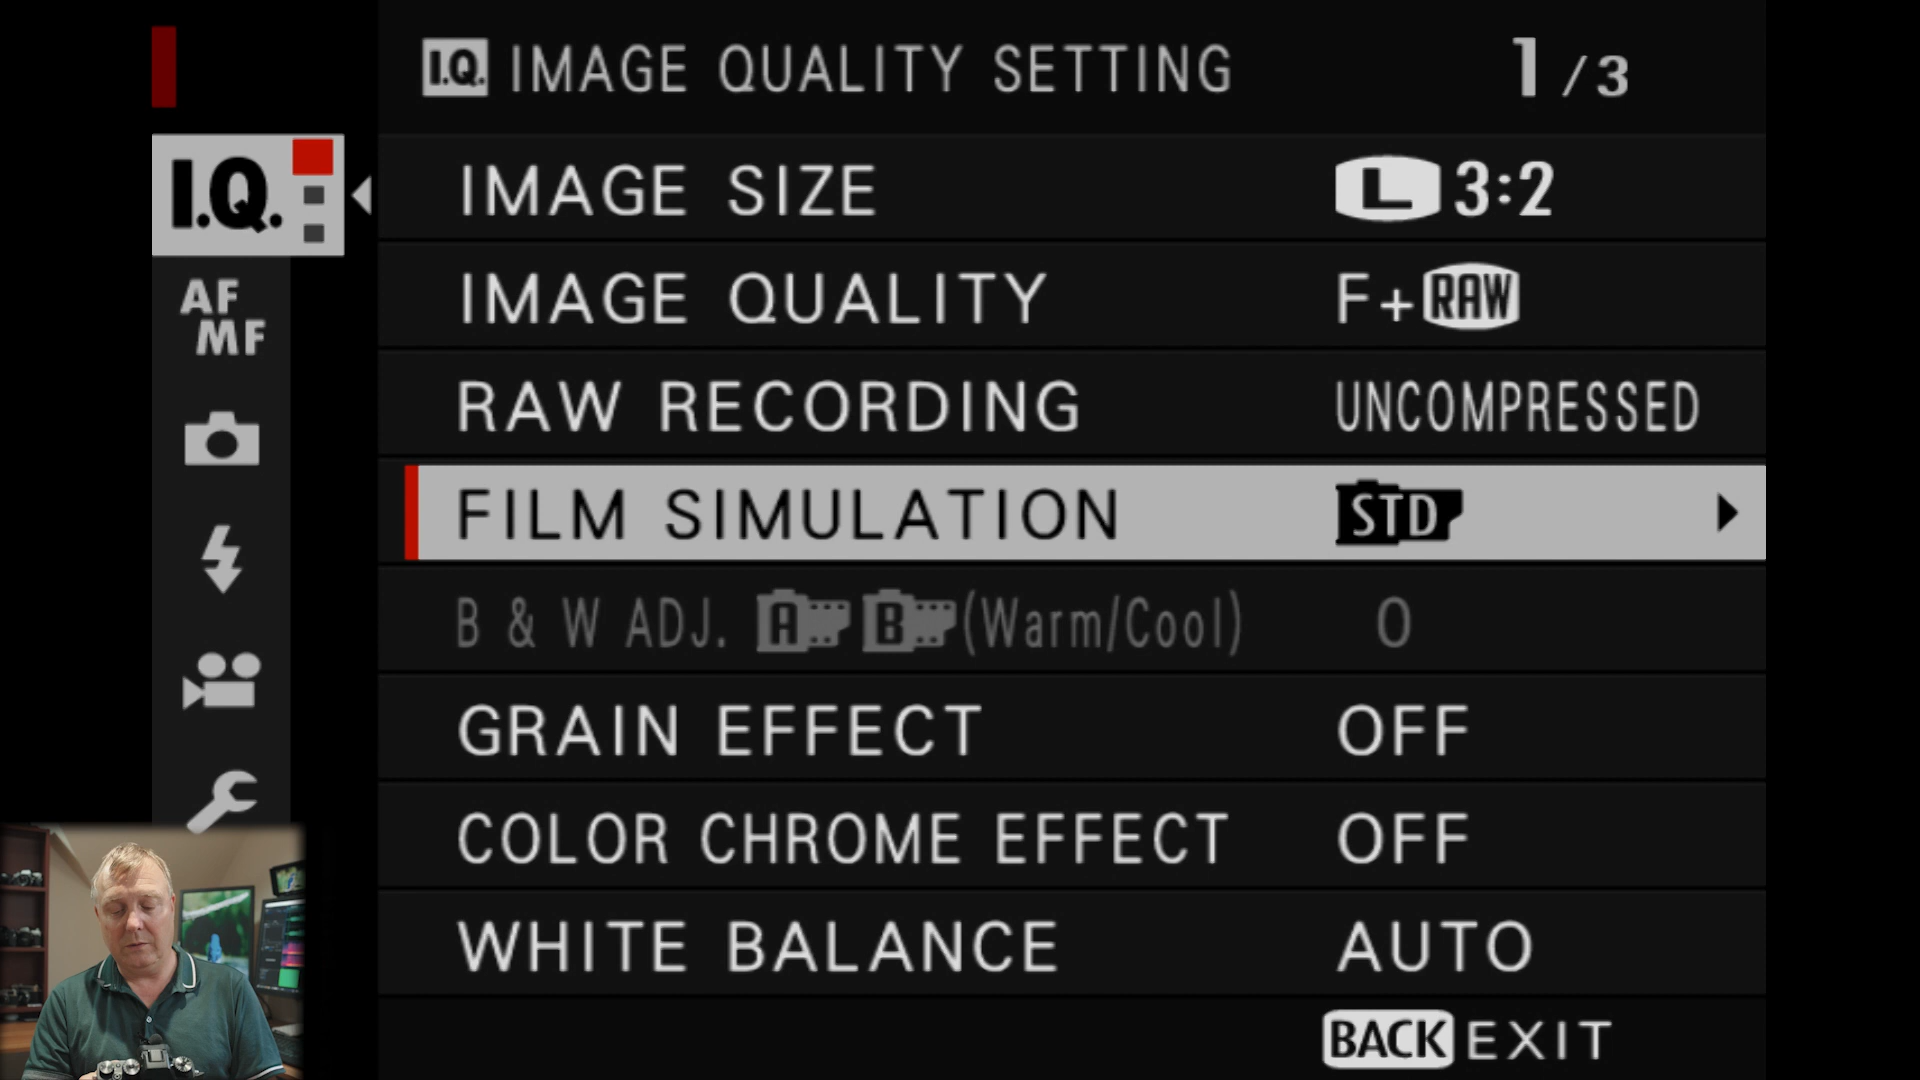 I.Q. IMAGE QUALITY SETTING 1/3
I.Q.
IMAGE SIZE L 3:2
IMAGE QUALITY F+RAW
AF
MF
RAW RECORDING UNCOMPRESSED
FILM SIMULATION STD
B & W ADJ. A B (Warm/Cool) 0
GRAIN EFFECT OFF
COLOR CHROME EFFECT OFF
WHITE BALANCE AUTO
BACK EXIT